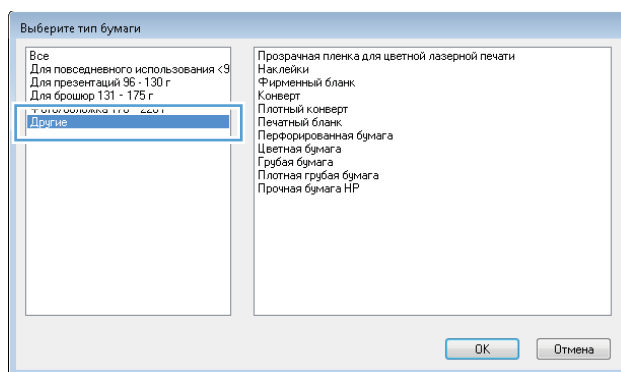 Выберите тип бумаги
Все
Для повседневного использования <9
Для презентаций 96 - 130 г
Для брошюр 131 - 175 г
Другие
Прозрачная пленка для цветной лазерной печати
Наклейки
Фирменный бланк
Конверт
Плотный конверт
Печатный бланк
Перфорированная бумага
Цветная бумага
Грубая бумага
Плотная грубая бумага
Прочная бумага HP
OK
Отмена